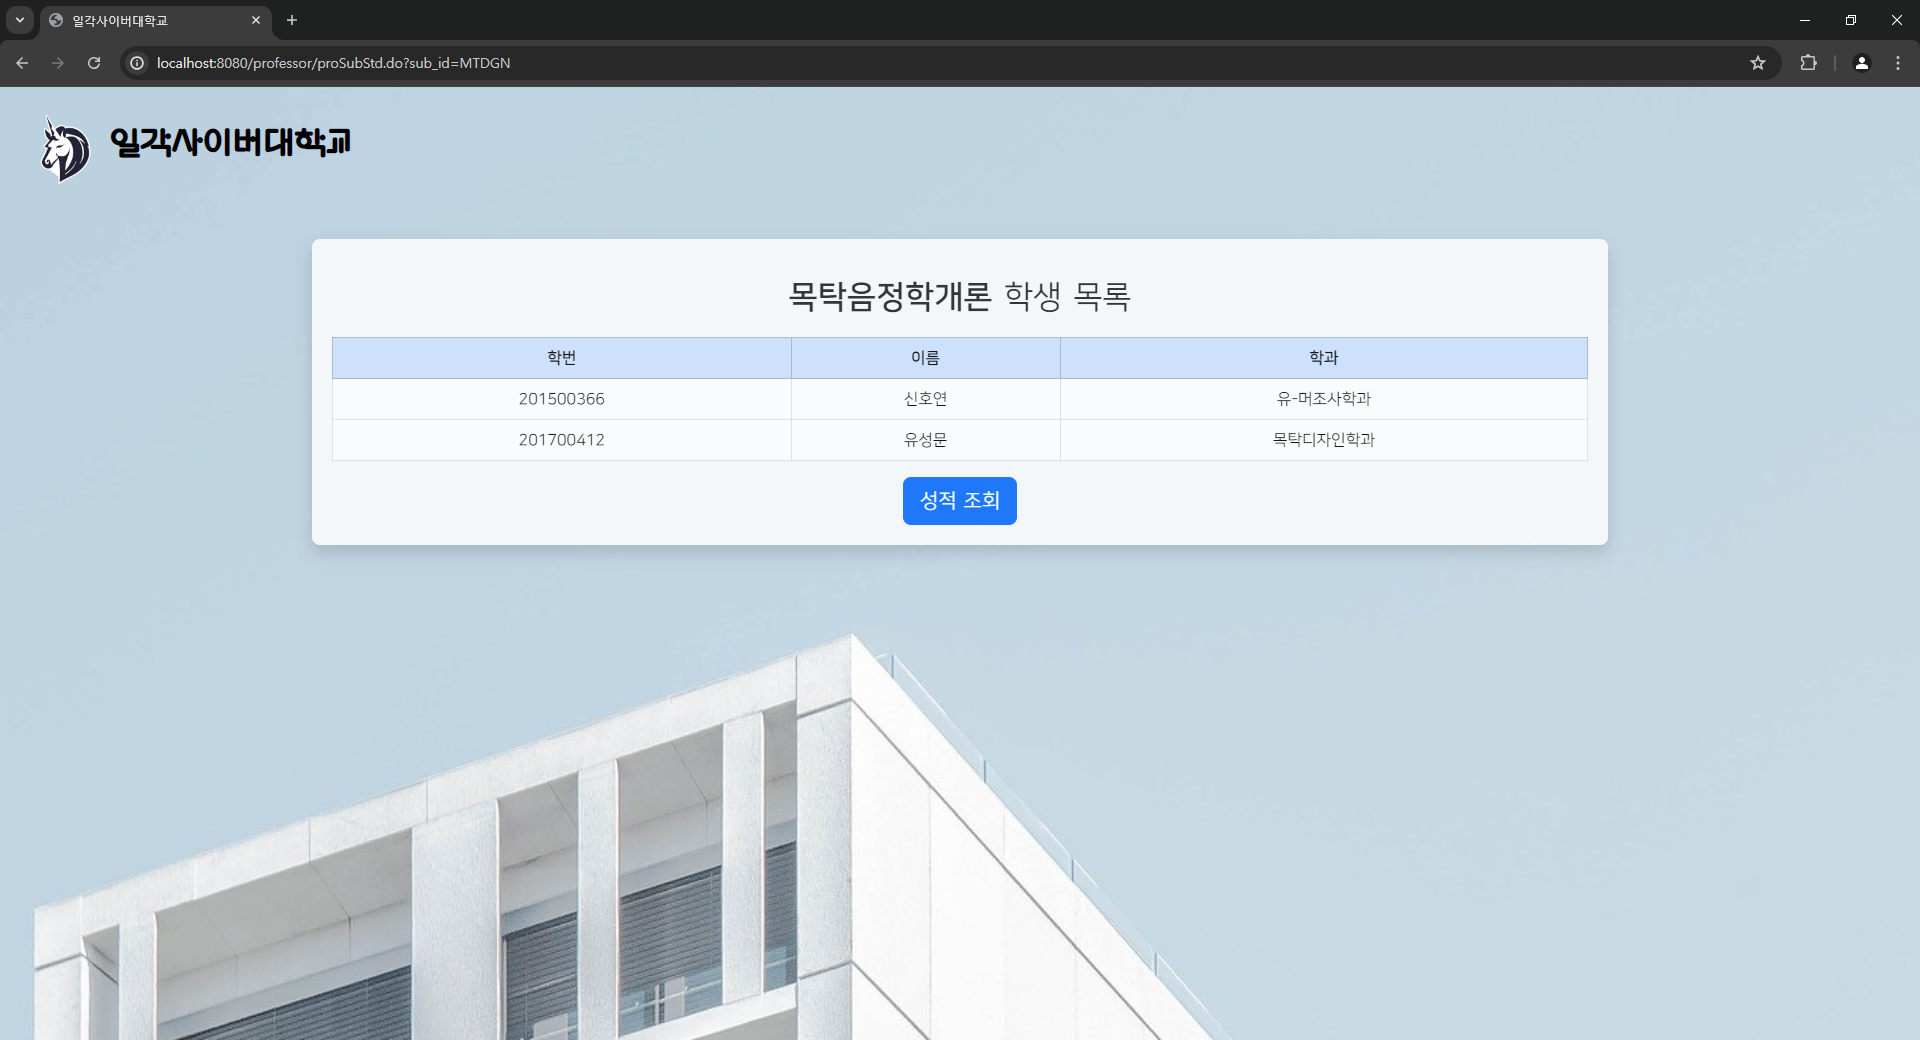 일각사이버대학교
localhost:8080/professor/proSubStd.do?sub_id=MTDGN
일각사이버대학교
목탁음정학개론 학생 목록
학번 이름 학과
201500366 신호연 유-머조사학과
201700412 유성문 목탁디자인학과
성적 조회